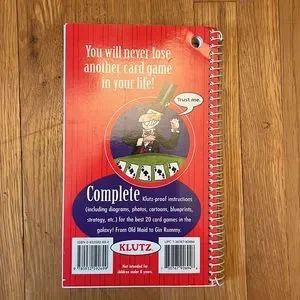 You will never lose
another card game
in your life!
Trust me.
Complete Klutz-proof instructions
(including diagrams, photos, cartoons, blueprints,
strategy, etc.) for the best 20 card games in the
galaxy! From Old Maid to Gin Rummy.
KLUTZ
Not intended for
children under 8 years.